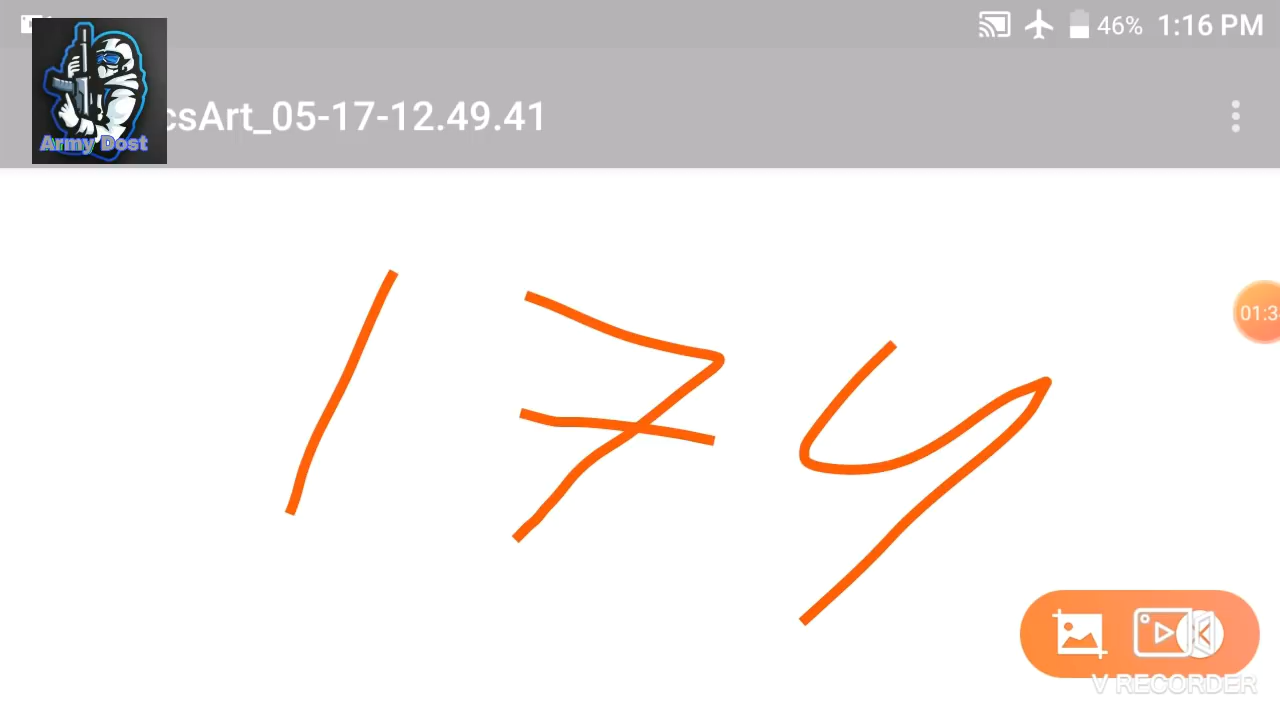 46% 1:16 PM
csArt_05-17-12.49.41
Army Dost
174
01:3
V RECORDER